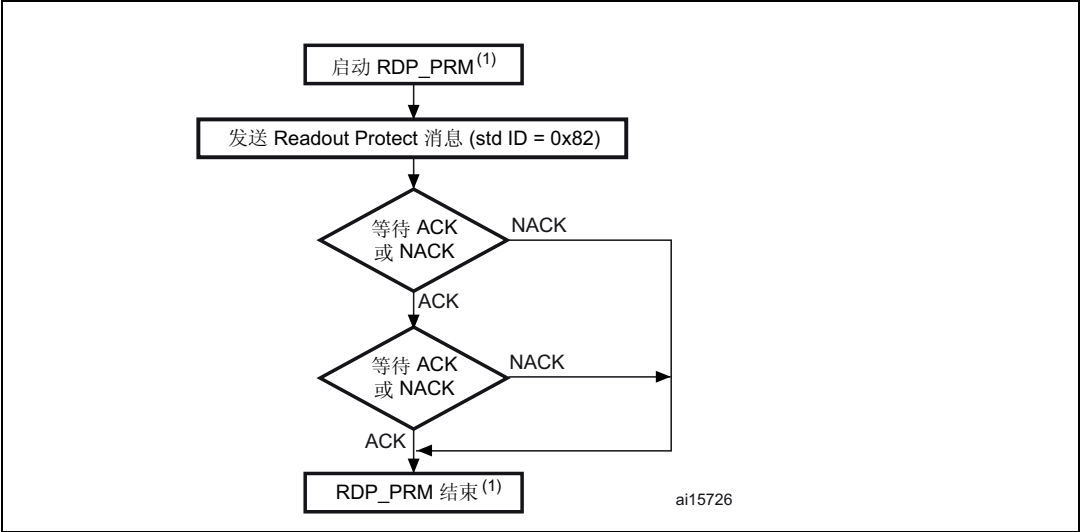 启动 RDP_PRM(1)
发送 Readout Protect 消息 (std ID = 0x82)
等待 ACK
或 NACK
NACK
ACK
等待 ACK
或 NACK
NACK
ACK
RDP_PRM 结束(1)
ai15726